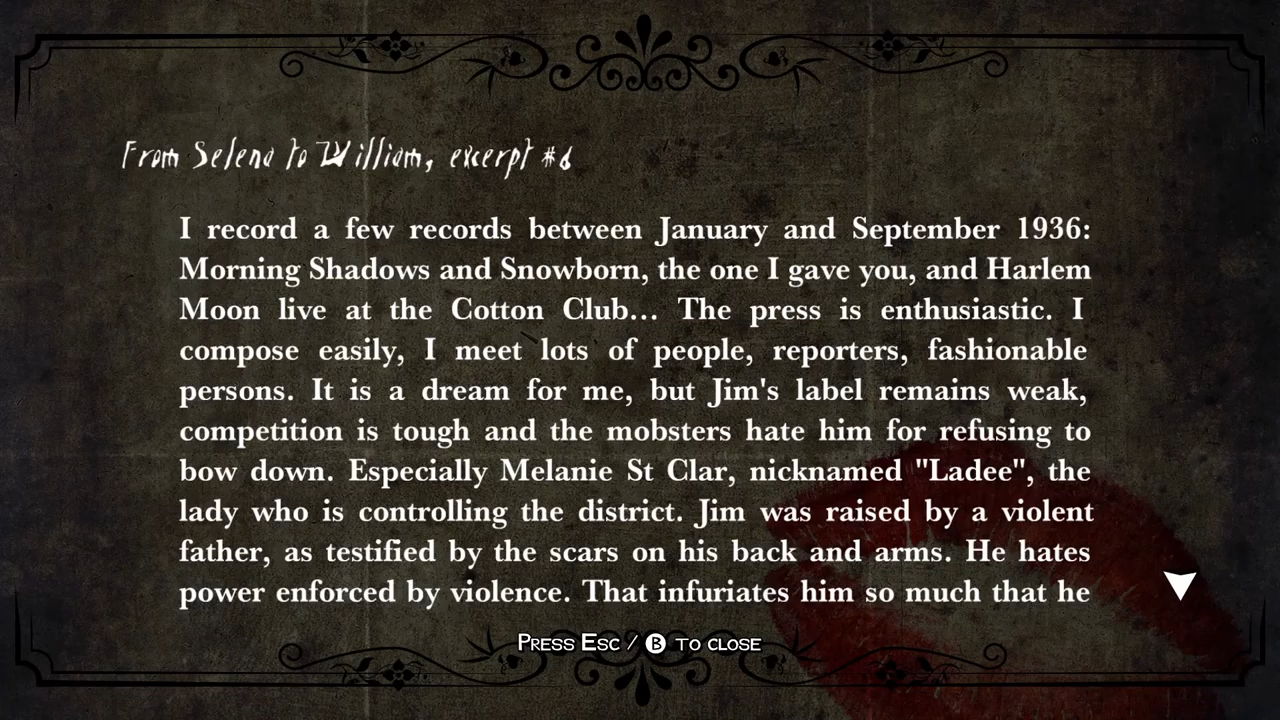 From Selena to William, excerpt #6
I record a few records between January and September 1936:
Morning Shadows and Snowborn, the one I gave you, and Harlem
Moon live at the Cotton Club... The press is enthusiastic. I
compose easily, I meet lots of people, reporters, fashionable
persons. It is a dream for me, but Jim's label remains weak,
competition is tough and the mobsters hate him for refusing to
bow down. Especially Melanie St Clar, nicknamed "Ladee", the
lady who is controlling the district. Jim was raised by a violent
father, as testified by the scars on his back and arms. He hates
power enforced by violence. That infuriates him so much that he
Press Esc / B to close